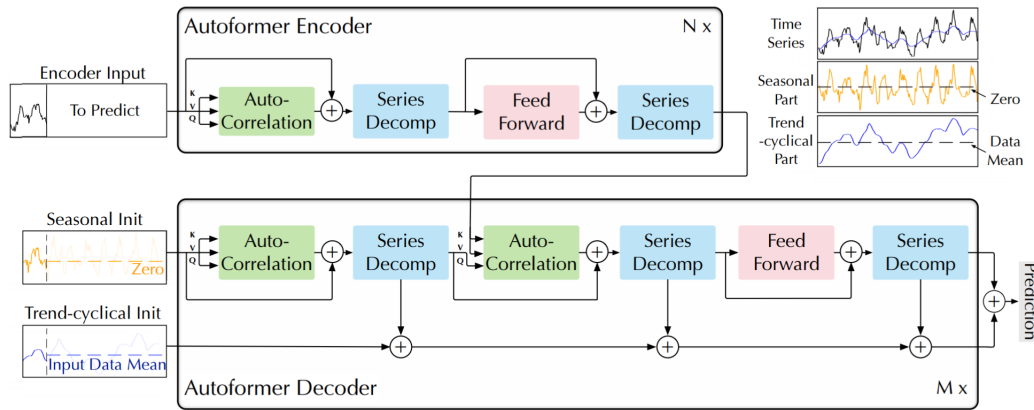 Autoformer Encoder
N x
Encoder Input
To Predict
K
V
Q
Auto-
Correlation
+
Series
Decomp
Feed
Forward
+
Series
Decomp
Time
Series
Seasonal
Part
Zero
Trend
-cyclical
Part
Data
Mean
Seasonal Init
Zero
K
V
Q
Auto-
Correlation
+
Series
Decomp
K
V
Q
Auto-
Correlation
+
Series
Decomp
Feed
Forward
+
Series
Decomp
Trend-cyclical Init
Input Data Mean
+
+
+
+
Prediction
Autoformer Decoder
M x